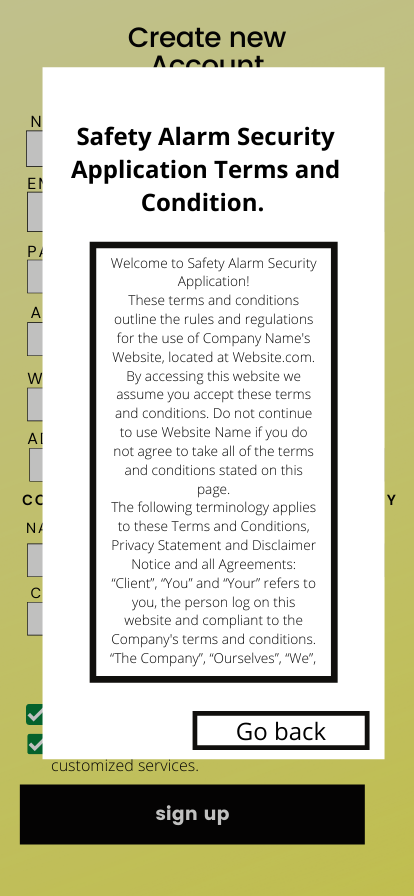 Create new
Account
Safety Alarm Security
Application Terms and
Condition.
Welcome to Safety Alarm Security
Application!
These terms and conditions
outline the rules and regulations
for the use of Company Name's
Website, located at Website.com.
By accessing this website we
assume you accept these terms
and conditions. Do not continue
to use Website Name if you do
not agree to take all of the terms
and conditions stated on this
page.
The following terminology applies
to these Terms and Conditions,
Privacy Statement and Disclaimer
Notice and all Agreements:
“Client”, “You” and “Your” refers to
you, the person log on this
website and compliant to the
Company's terms and conditions.
“The Company”, “Ourselves”, “We”,
Go back
customized services.
sign up